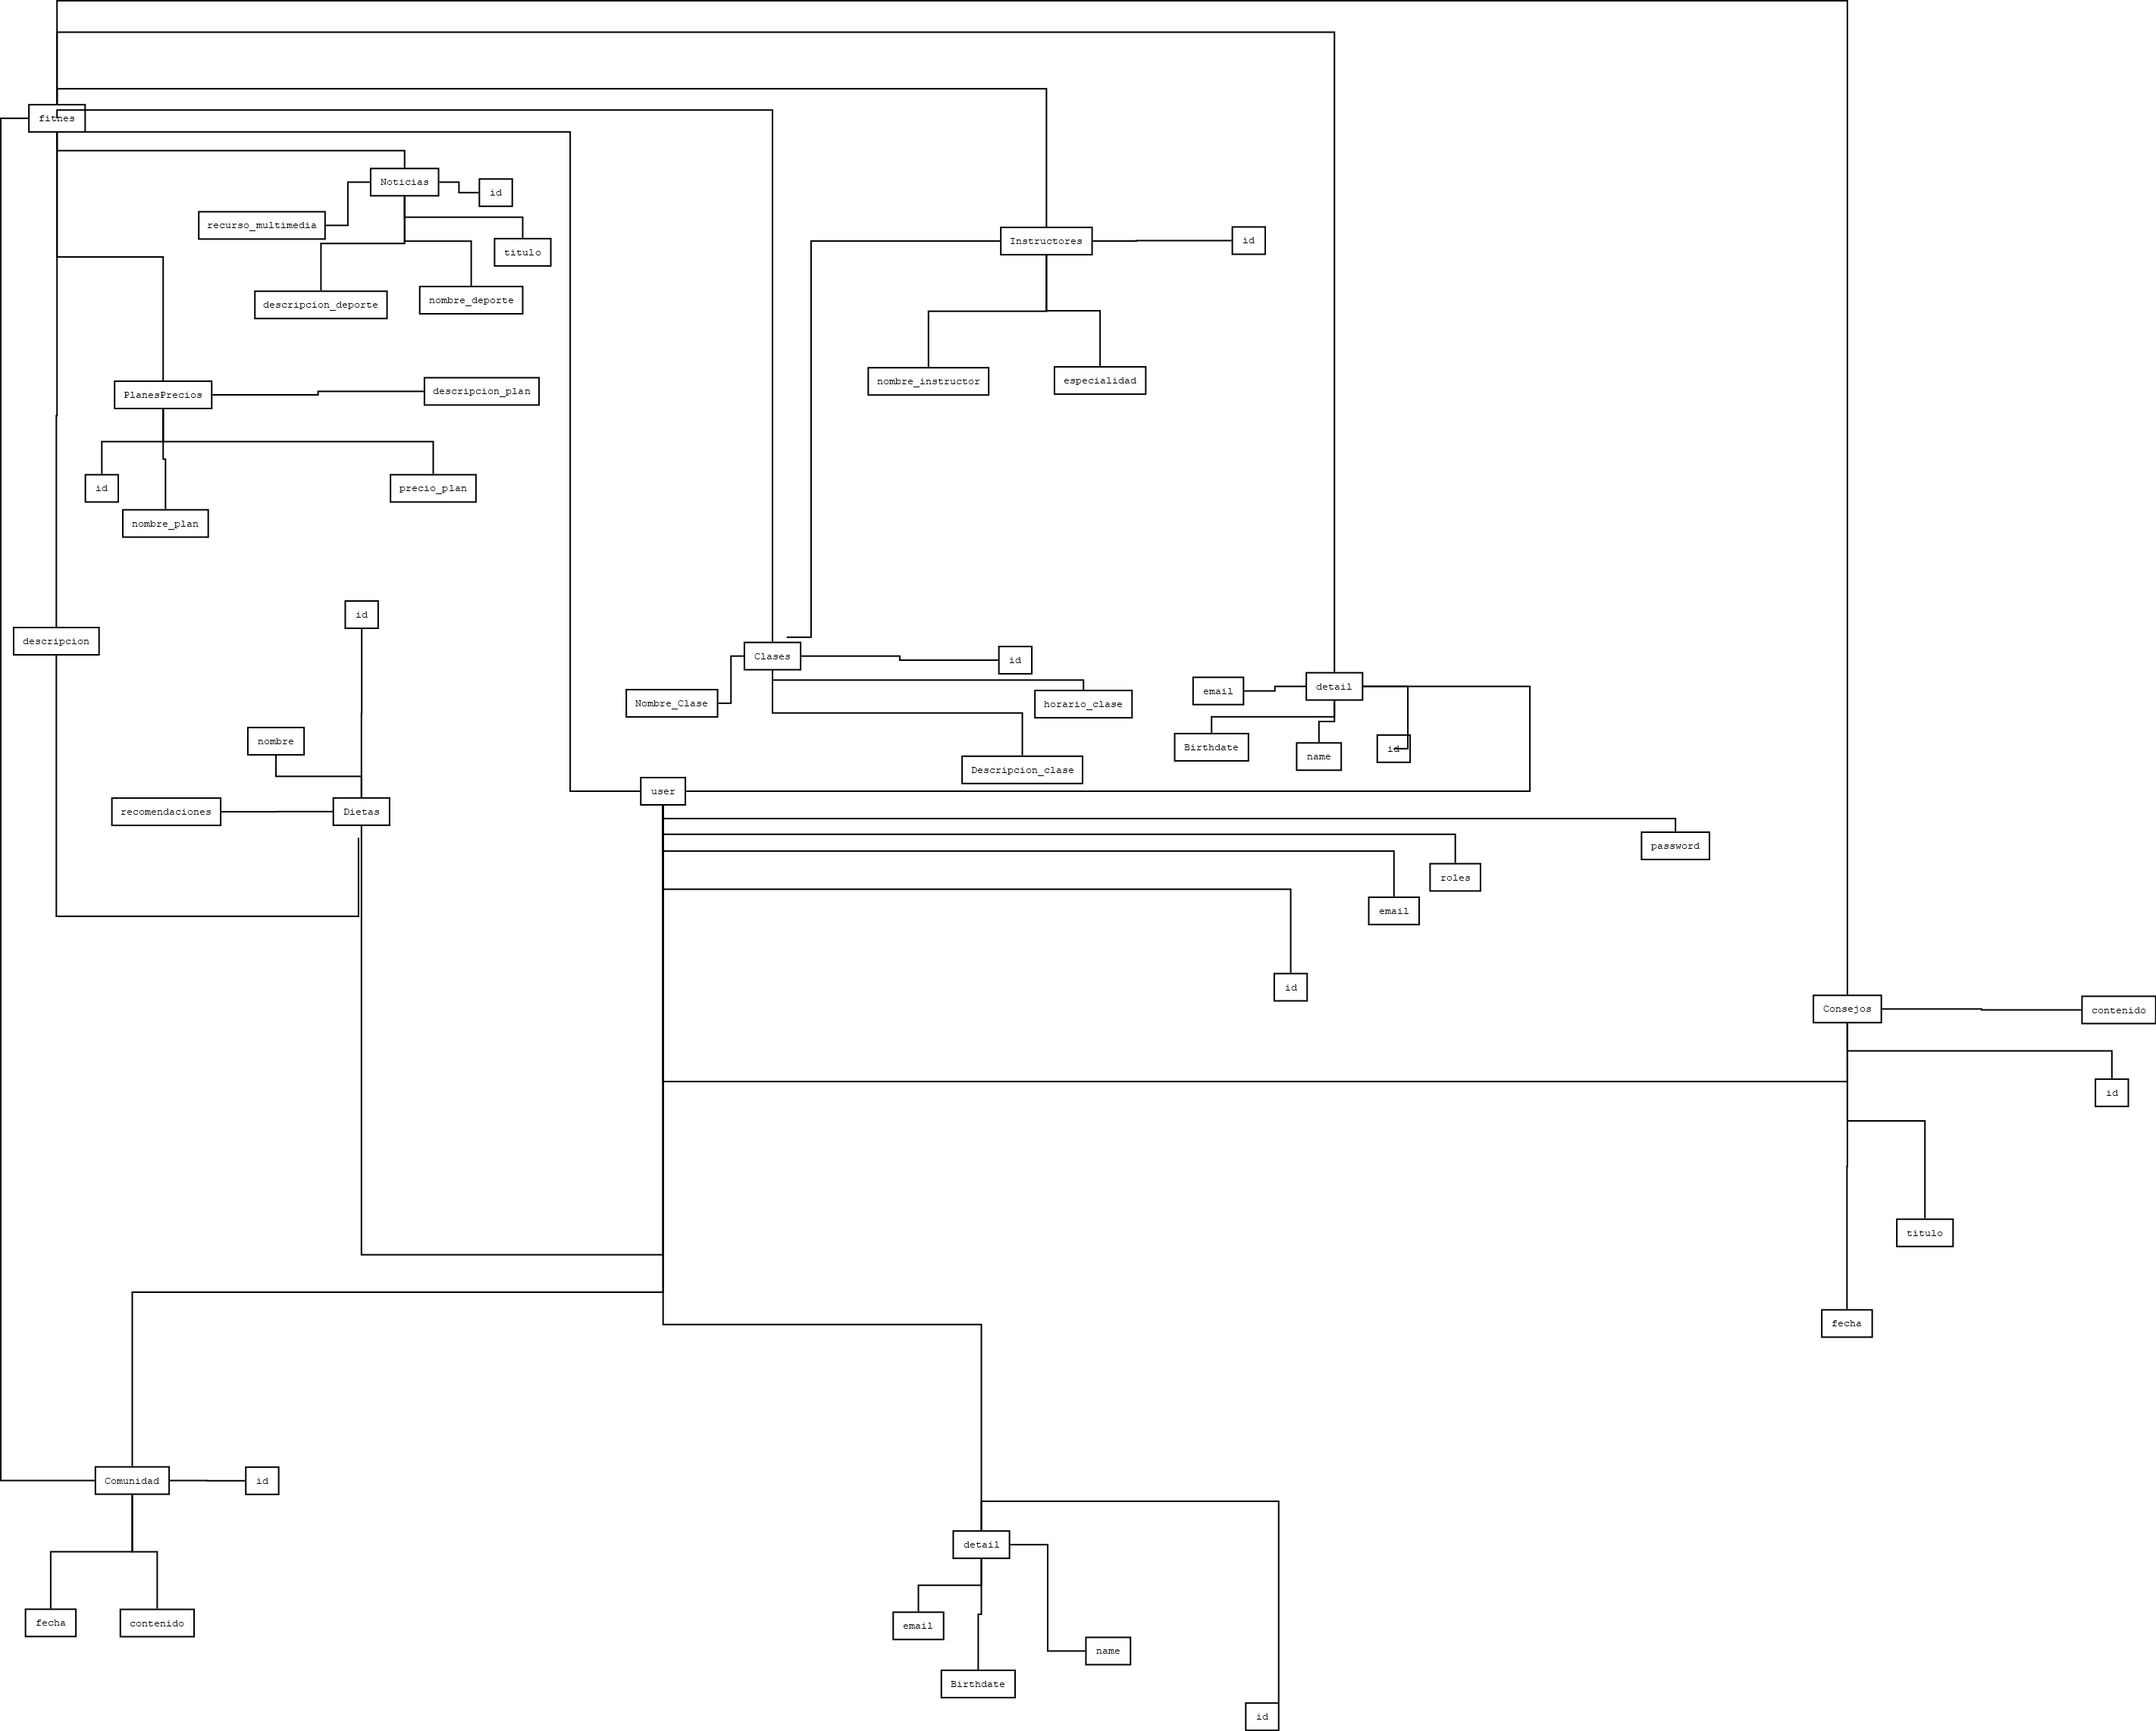 fitnes
Noticias
id
recurso_multimedia
titulo
descripcion_deporte
nombre_deporte
Instructores
id
nombre_instructor
especialidad
PlanesPrecios
descripcion_plan
id
precio_plan
nombre_plan
id
descripcion
Clases
id
Nombre_Clase
horario_clase
Descripcion_clase
email
detail
Birthdate
name
id
nombre
recomendaciones
Dietas
user
password
roles
email
id
Consejos
contenido
id
titulo
fecha
Comunidad
id
fecha
contenido
detail
email
name
Birthdate
id